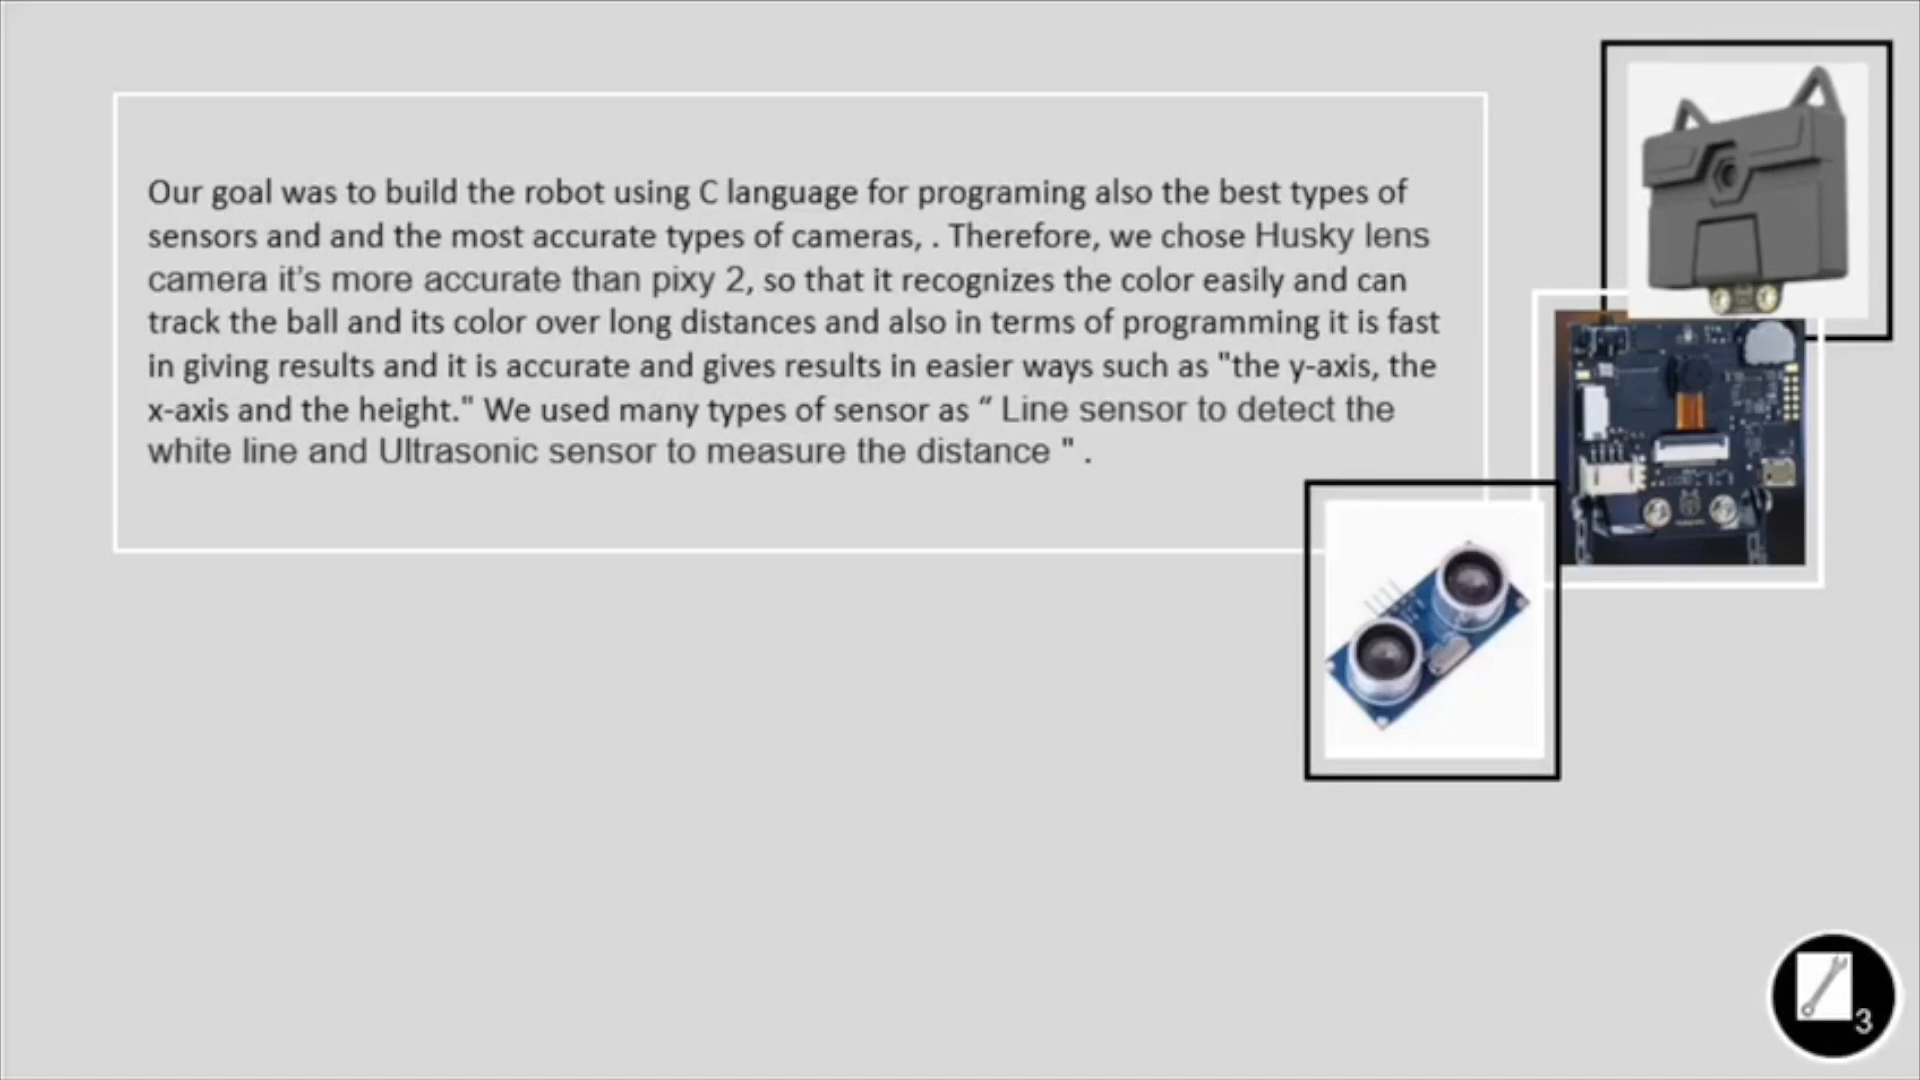 Our goal was to build the robot using C language for programing also the best types of
sensors and and the most accurate types of cameras, . Therefore, we chose Husky lens
camera it's more accurate than pixy 2, so that it recognizes the color easily and can
track the ball and its color over long distances and also in terms of programming it is fast
in giving results and it is accurate and gives results in easier ways such as "the y-axis, the
x-axis and the height." We used many types of sensor as “ Line sensor to detect the
white line and Ultrasonic sensor to measure the distance " .
3